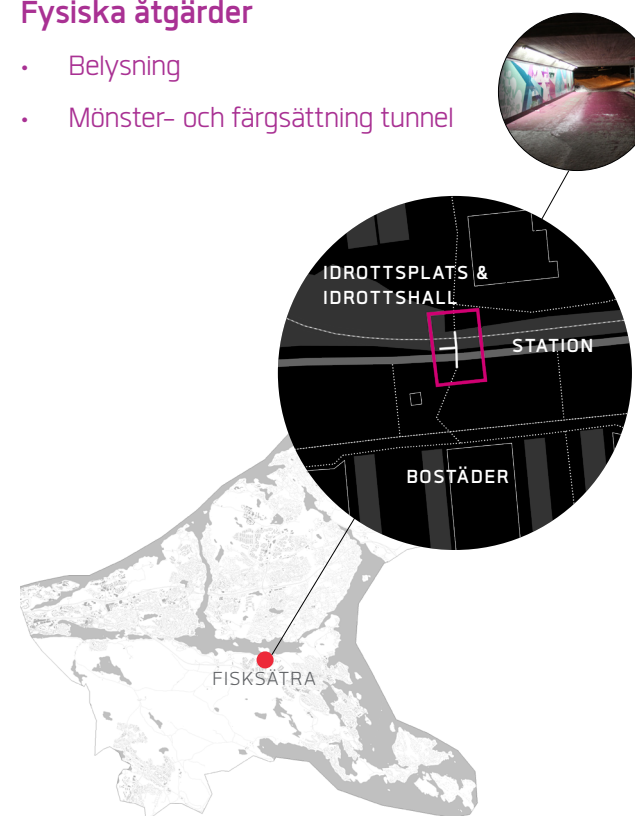 Fysiska åtgärder
• Belysning
• Mönster- och färgsättning tunnel
IDROTTSPLATS &
IDROTTSHALL
STATION
BOSTÄDER
FISKSÄTRA